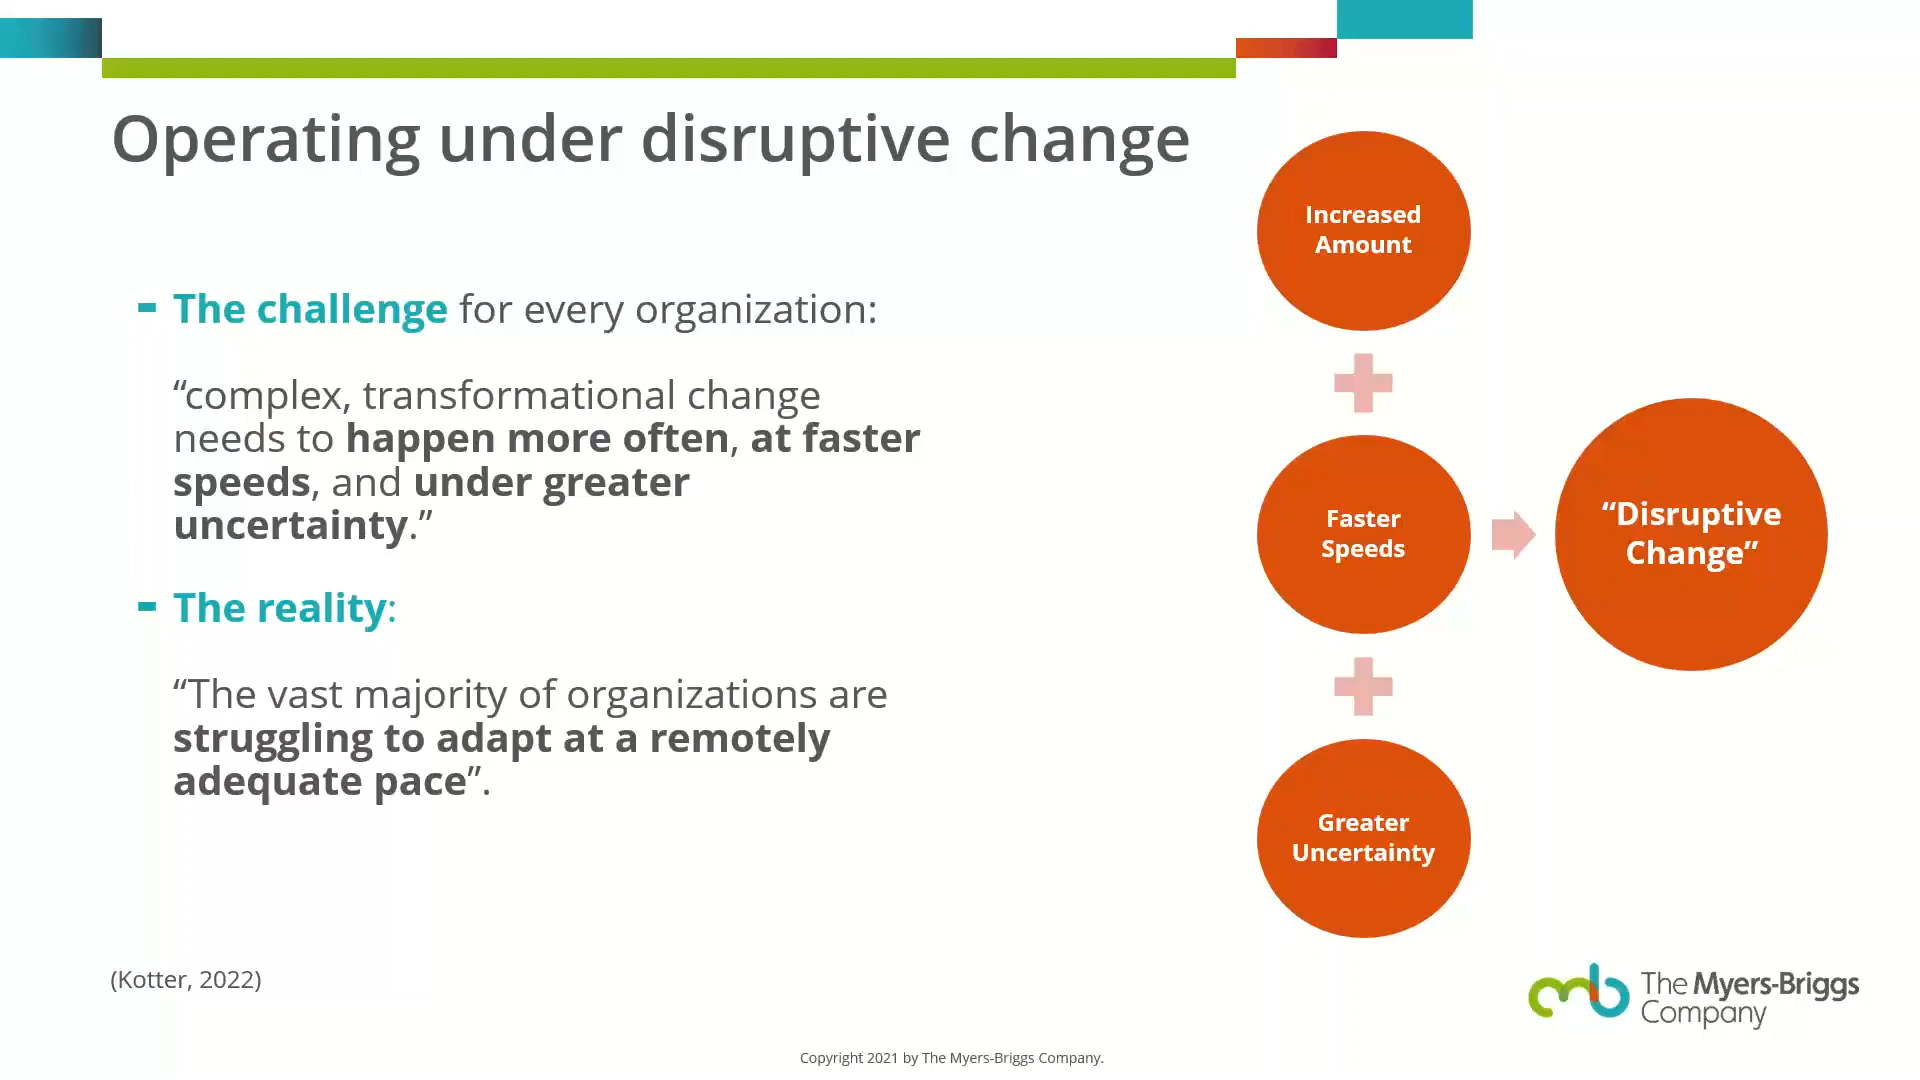 Operating under disruptive change
The challenge for every organization:
“complex, transformational change
needs to happen more often, at faster
speeds, and under greater
uncertainty.”
The reality:
“The vast majority of organizations are
struggling to adapt at a remotely
adequate pace”.
Increased
Amount
Faster
Speeds
Greater
Uncertainty
“Disruptive
Change”
(Kotter, 2022)
The Myers-Briggs
Company
Copyright 2021 by The Myers-Briggs Company.